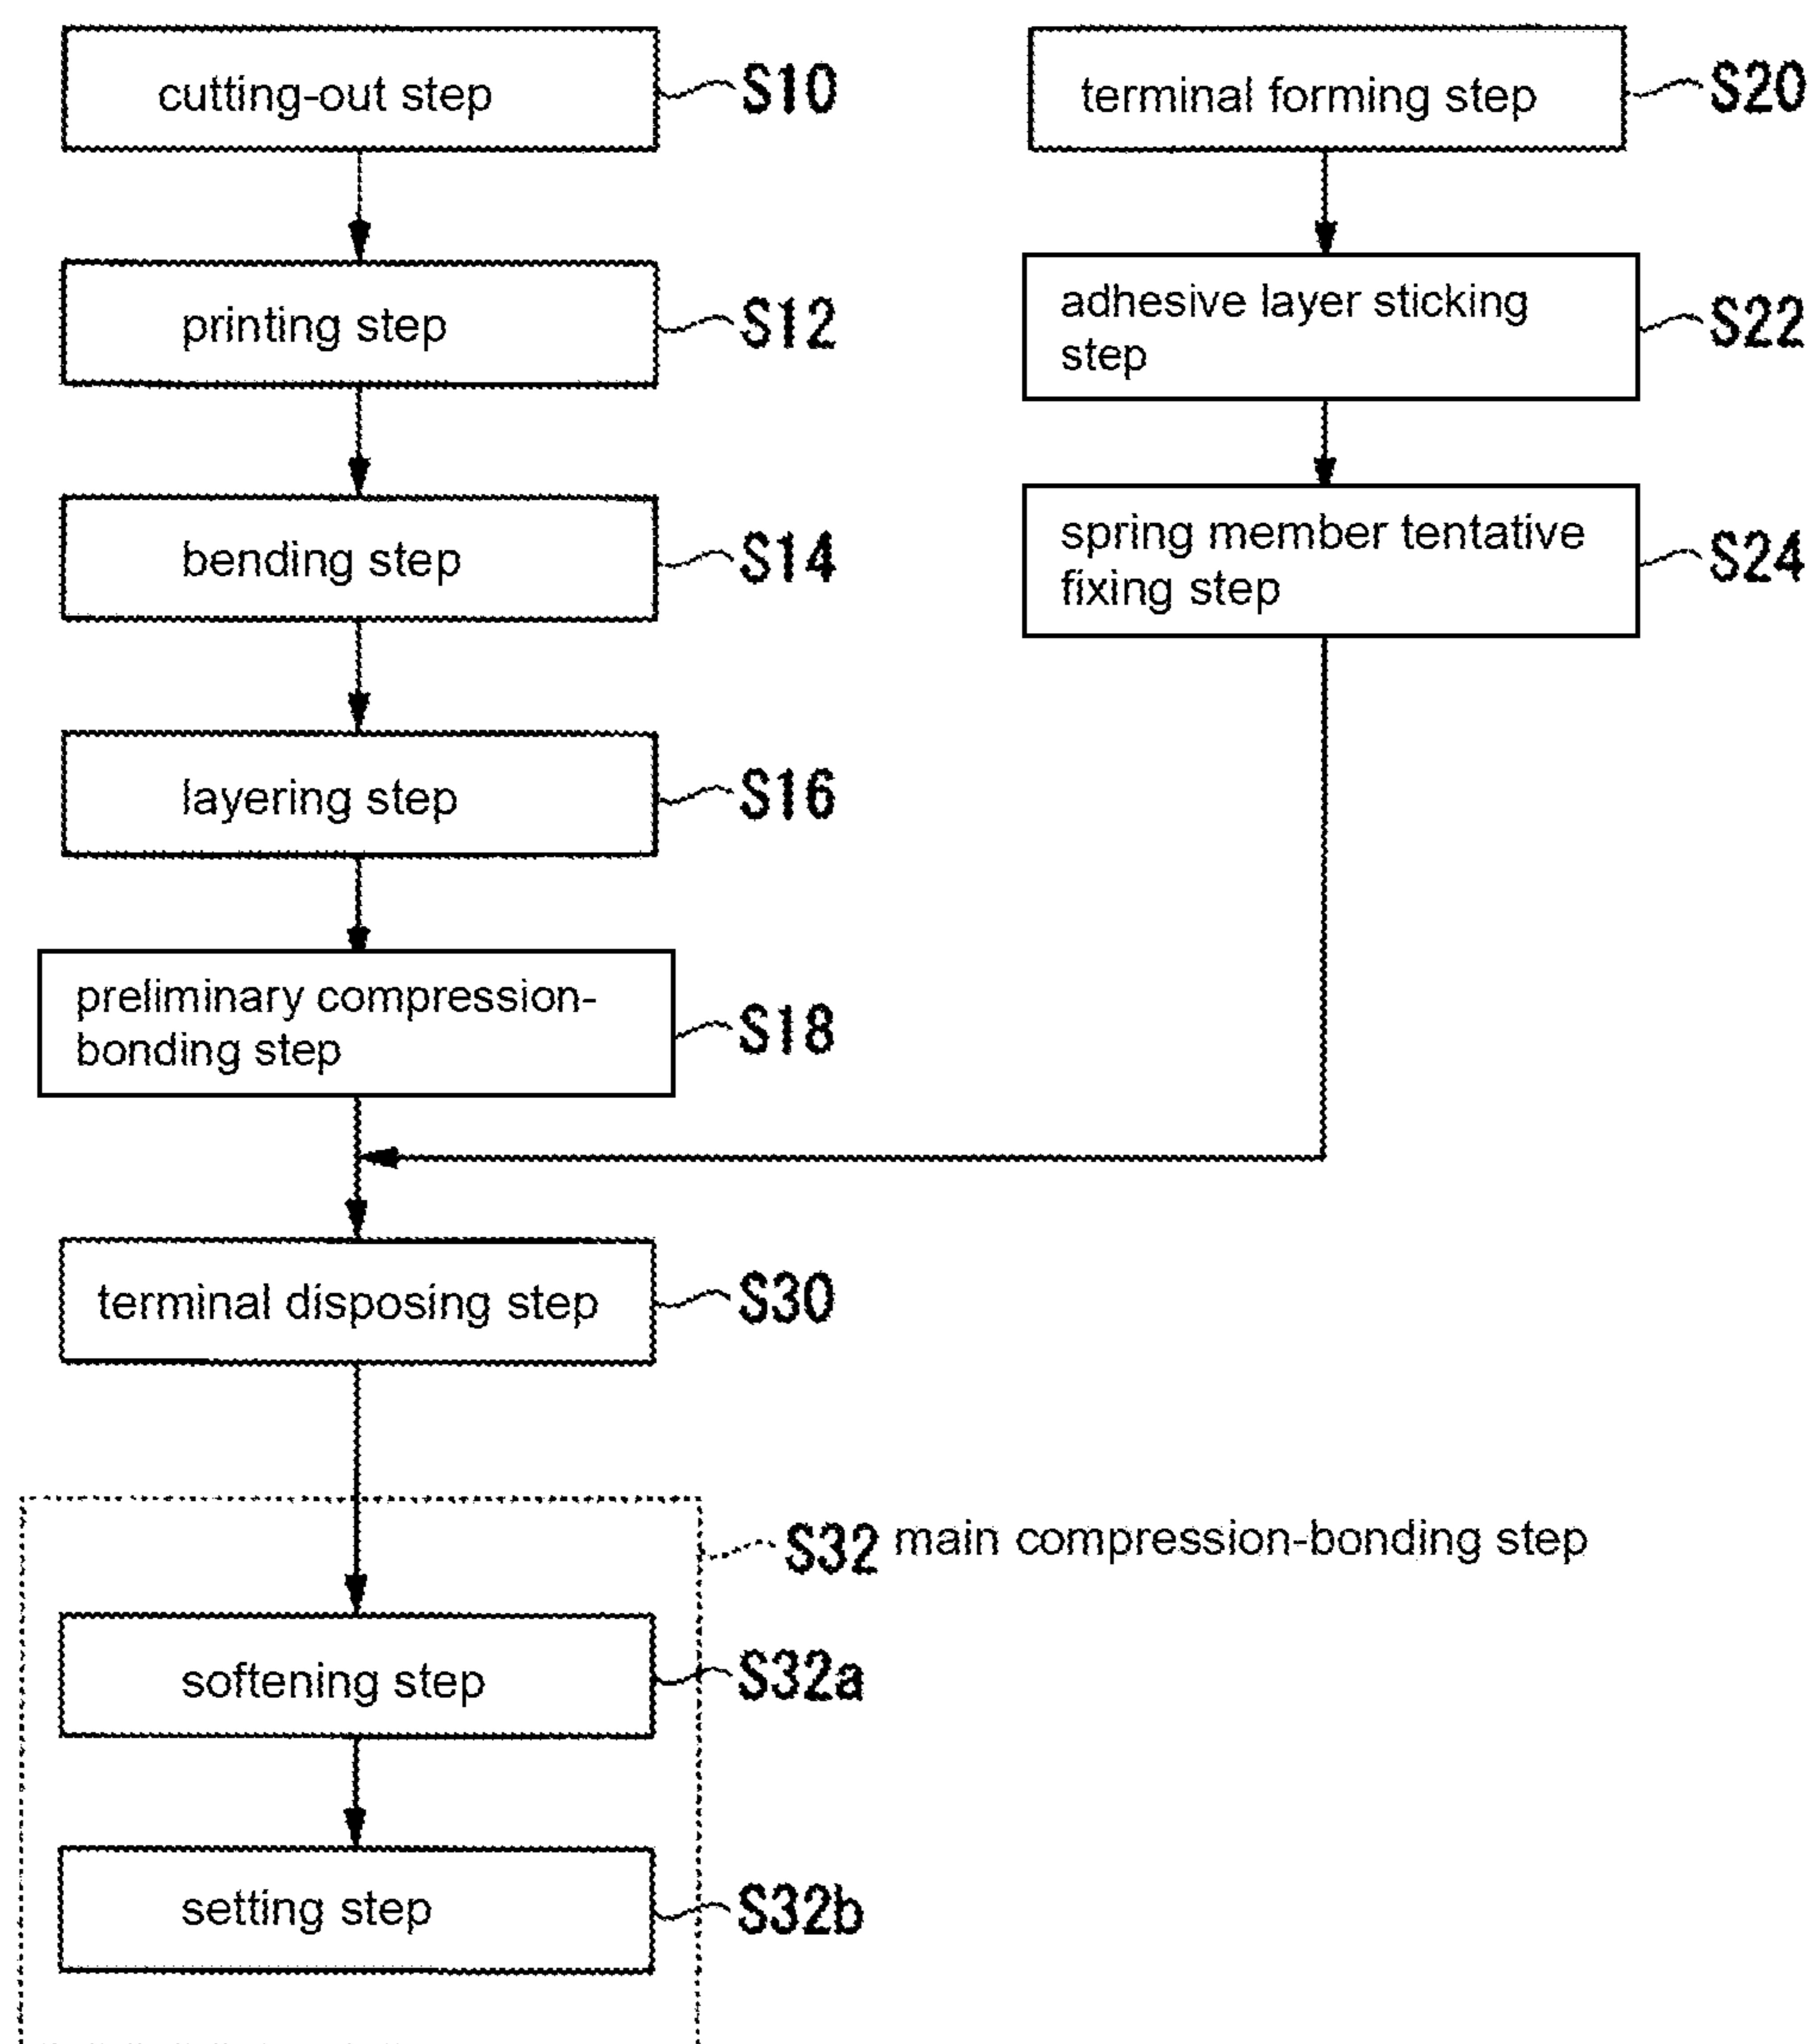 cutting-out step
S10
printing step
S12
bending step
S14
layering step
S16
preliminary compression-
bonding step
S18
terminal forming step
S20
adhesive layer sticking
step
S22
spring member tentative
fixing step
S24
terminal disposing step
S30
S32 main compression-bonding step
softening step
S32a
setting step
S32b